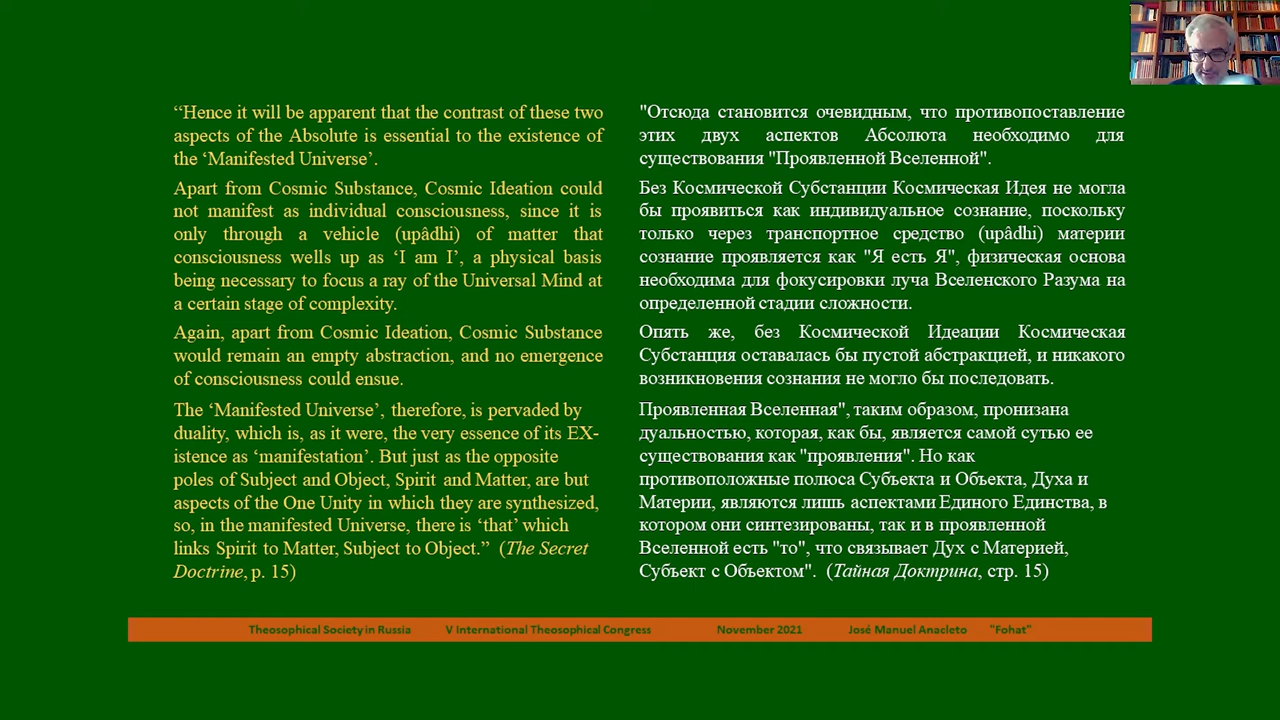 “Hence it will be apparent that the contrast of these two
aspects of the Absolute is essential to the existence of
the ‘Manifested Universe’.
Apart from Cosmic Substance, Cosmic Ideation could
not manifest as individual consciousness, since it is
only through a vehicle (upâdhi) of matter that
consciousness wells up as ‘I am I’, a physical basis
being necessary to focus a ray of the Universal Mind at
a certain stage of complexity.
Again, apart from Cosmic Ideation, Cosmic Substance
would remain an empty abstraction, and no emergence
of consciousness could ensue.
The ‘Manifested Universe’, therefore, is pervaded by
duality, which is, as it were, the very essence of its EX-
istence as ‘manifestation’. But just as the opposite
poles of Subject and Object, Spirit and Matter, are but
aspects of the One Unity in which they are synthesized,
so, in the manifested Universe, there is ‘that’ which
links Spirit to Matter, Subject to Object.” (The Secret
Doctrine, p. 15)
"Отсюда становится очевидным, что противопоставление
этих двух аспектов Абсолюта необходимо для
существования "Проявленной Вселенной".
Без Космической Субстанции Космическая Идея не могла
бы проявиться как индивидуальное сознание, поскольку
только через транспортное средство (upâdhi) материи
сознание проявляется как "Я есть Я", физическая основа
необходима для фокусировки луча Вселенского Разума на
определенной стадии сложности.
Опять же, без Космической Идеации Космическая
Субстанция оставалась бы пустой абстракцией, и никакого
возникновения сознания не могло бы последовать.
Проявленная Вселенная", таким образом, пронизана
дуальностью, которая, как бы, является самой сутью ее
существования как "проявления". Но как
противоположные полюса Субъекта и Объекта, Духа и
Материи, являются лишь аспектами Единого Единства, в
котором они синтезированы, так и в проявленной
Вселенной есть "то", что связывает Дух с Материей,
Субъект с Объектом". (Тайная Доктрина, стр. 15)
Theosophical Society in Russia V International Theosophical Congress November 2021 José Manuel Anacleto "Fohat"